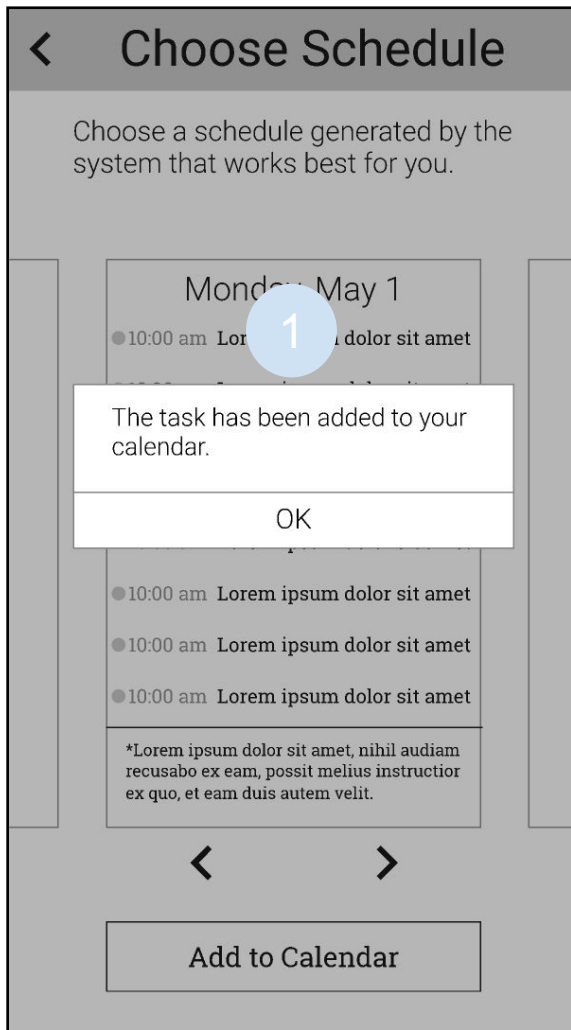 Choose Schedule
Choose a schedule generated by the
system that works best for you.
Monday, May 1
10:00 am Lor 1 dolor sit amet
The task has been added to your
calendar.
OK
10:00 am Lorem ipsum dolor sit amet
10:00 am Lorem ipsum dolor sit amet
10:00 am Lorem ipsum dolor sit amet
*Lorem ipsum dolor sit amet, nihil audiam
recusabo ex eam, possit melius instructior
ex quo, et eam duis autem velit.
Add to Calendar